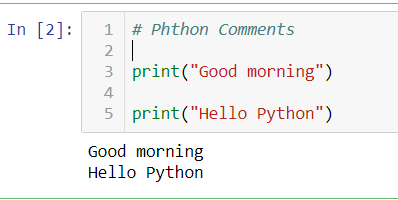 In [2]:
1 # Phthon Comments
2
3 print("Good morning")
4
5 print("Hello Python")
Good morning
Hello Python